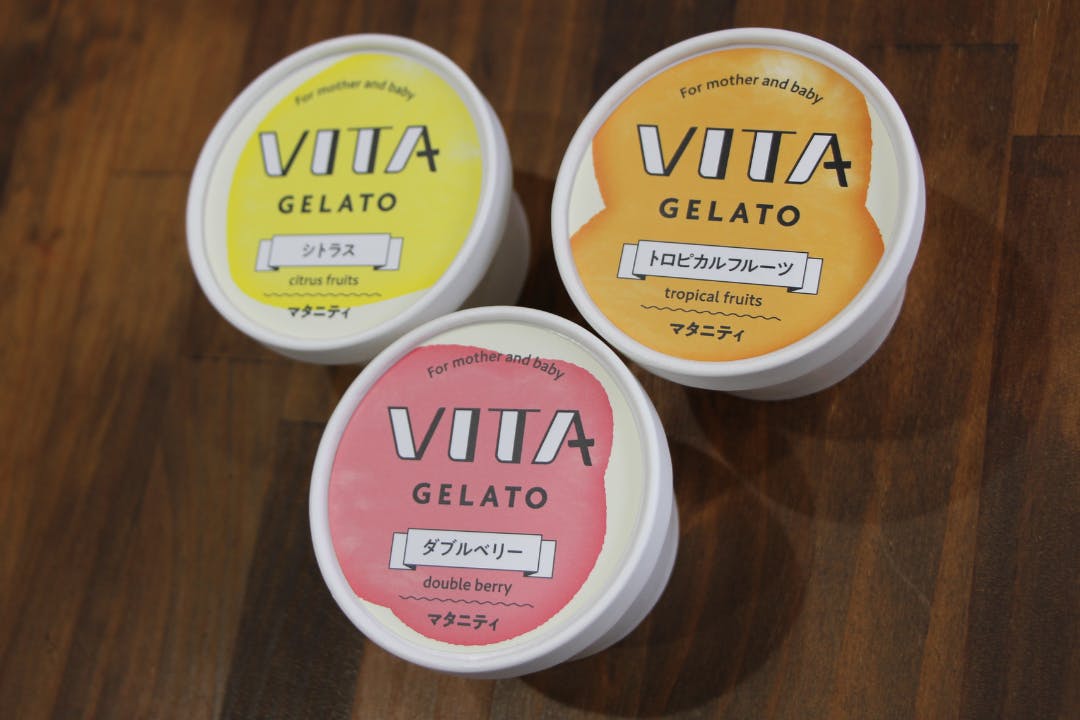 For mother and baby
VITA
GELATO
シトラス
citrus fruits
マタニティ
For mother and baby
VITA
GELATO
トロピカルフルーツ
tropical fruits
マタニティ
For mother and baby
VITA
GELATO
ダブルベリー
double berry
マタニティ